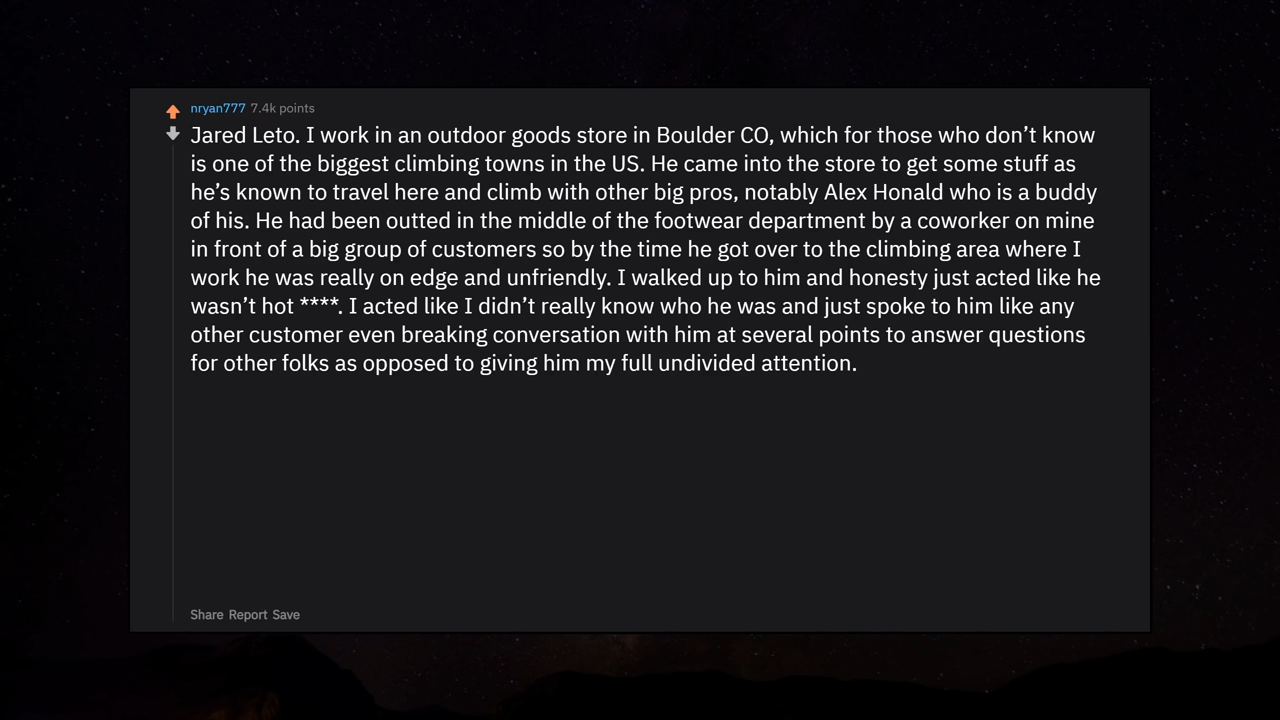 nryan777 7.4k points
Jared Leto. I work in an outdoor goods store in Boulder CO, which for those who don’t know
is one of the biggest climbing towns in the US. He came into the store to get some stuff as
he’s known to travel here and climb with other big pros, notably Alex Honald who is a buddy
of his. He had been outted in the middle of the footwear department by a coworker on mine
in front of a big group of customers so by the time he got over to the climbing area where I
work he was really on edge and unfriendly. I walked up to him and honesty just acted like he
wasn’t hot ****. I acted like I didn’t really know who he was and just spoke to him like any
other customer even breaking conversation with him at several points to answer questions
for other folks as opposed to giving him my full undivided attention.
Share Report Save